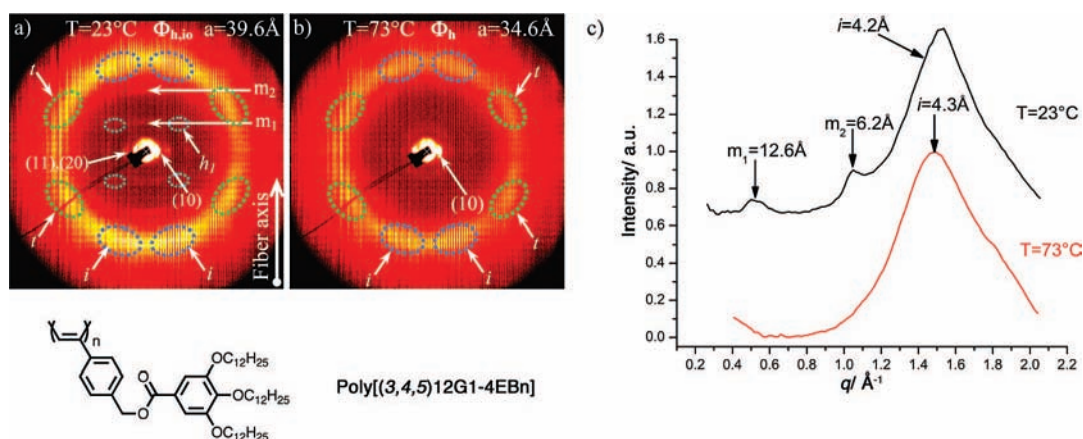 a) T=23°C Φh,io a=39.6Å
t
m2
m1
(11),(20)
h1
(10)
t
i
i
Fiber axis
b) T=73°C Φh a=34.6Å
t
(10)
t
i
i
c)
Intensity/ a.u.
1.6
1.4
1.2
1.0
0.8
0.6
0.4
0.2
0.0
i=4.2Å
i=4.3Å
m2=6.2Å
m1=12.6Å
T=23°C
T=73°C
0.2 0.4 0.6 0.8 1.0 1.2 1.4 1.6 1.8 2.0 2.2
q/ Å-1
n
O
O
OC12H25
OC12H25
OC12H25
Poly[(3,4,5)12G1-4EBn]